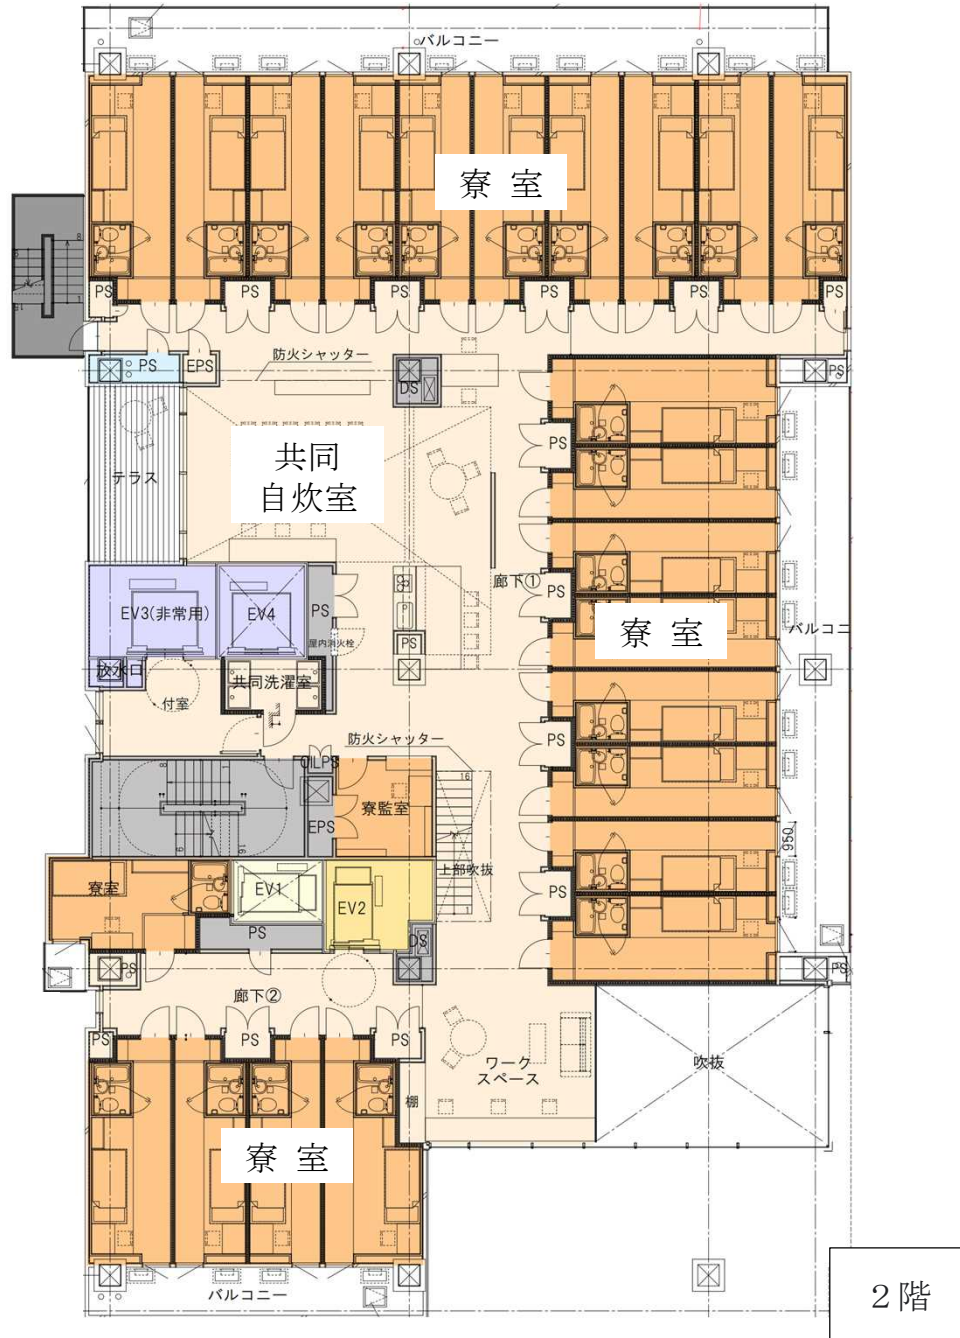 バルコニー
寮 室
PS
PS
PS
PS
PS
PS
EPS
防火シャッター
DS
PS
共同
自炊室
テラス
PS
廊下①
PS
EV3(非常用)
EV4
PS
PS
屋内消火栓
寮 室
バルコニ
放水口
共同洗濯室
付室
防火シャッター
PS
16
寮監室
EPS
上部吹抜
950
寮室
EV1
EV2
PS
PS
DS
PS
PS
廊下②
PS
PS
PS
ワーク
スペース
吹抜
棚
寮 室
バルコニー
2階